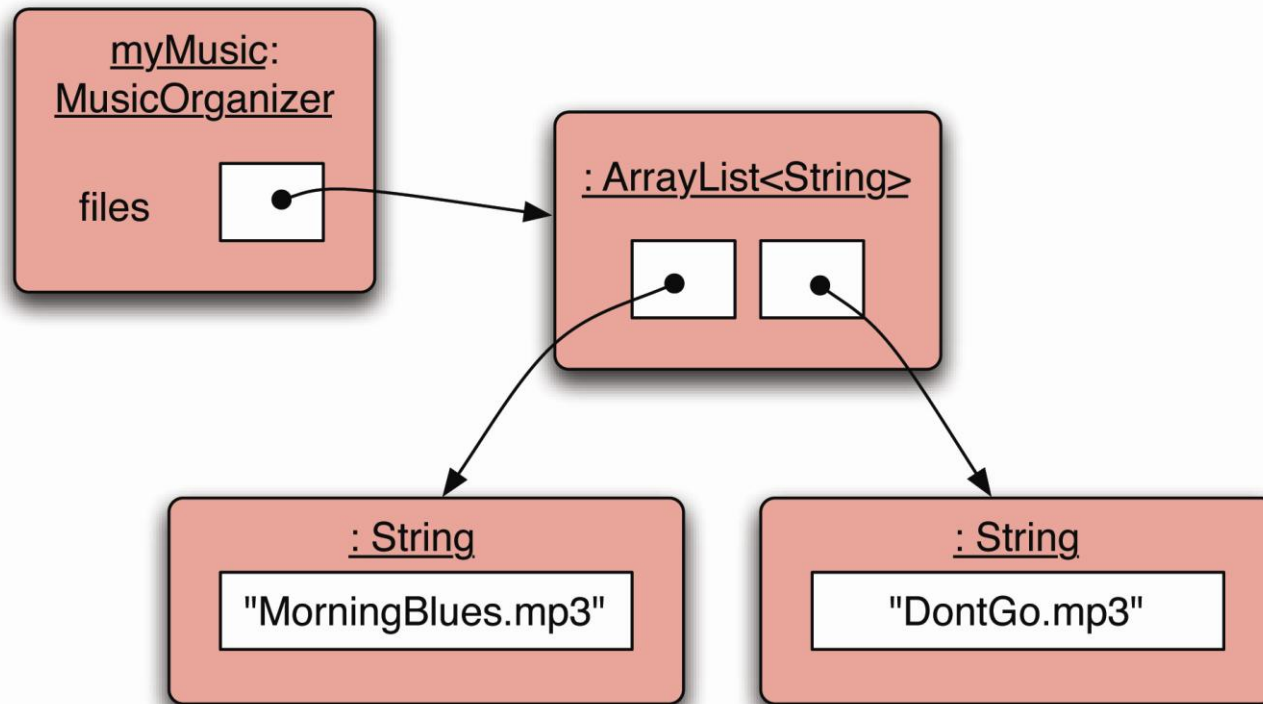 myMusic:
MusicOrganizer
files
: ArrayList<String>
: String
"MorningBlues.mp3"
: String
"DontGo.mp3"